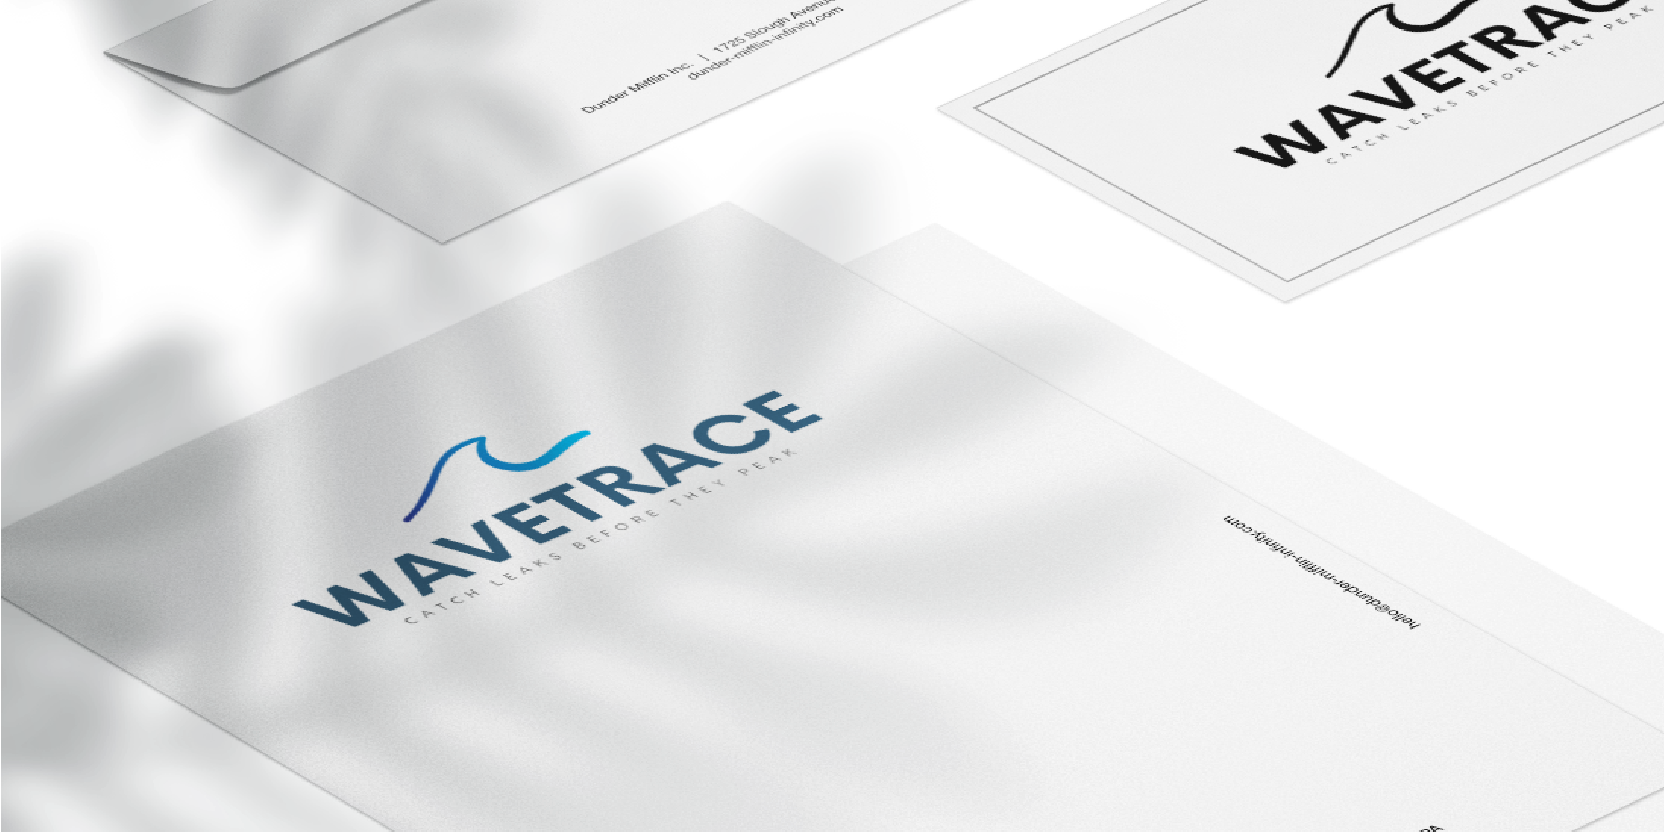 Dunder Mifflin Inc. | 1725 Slough Avenue
dunder-mifflin-infinity.com
WAVETRAC
CATCH LEAKS BEFORE THEY PEAK
WAVETRACE
CATCH LEAKS BEFORE THEY PEAK
hello@dunder-mifflin-infinity.com